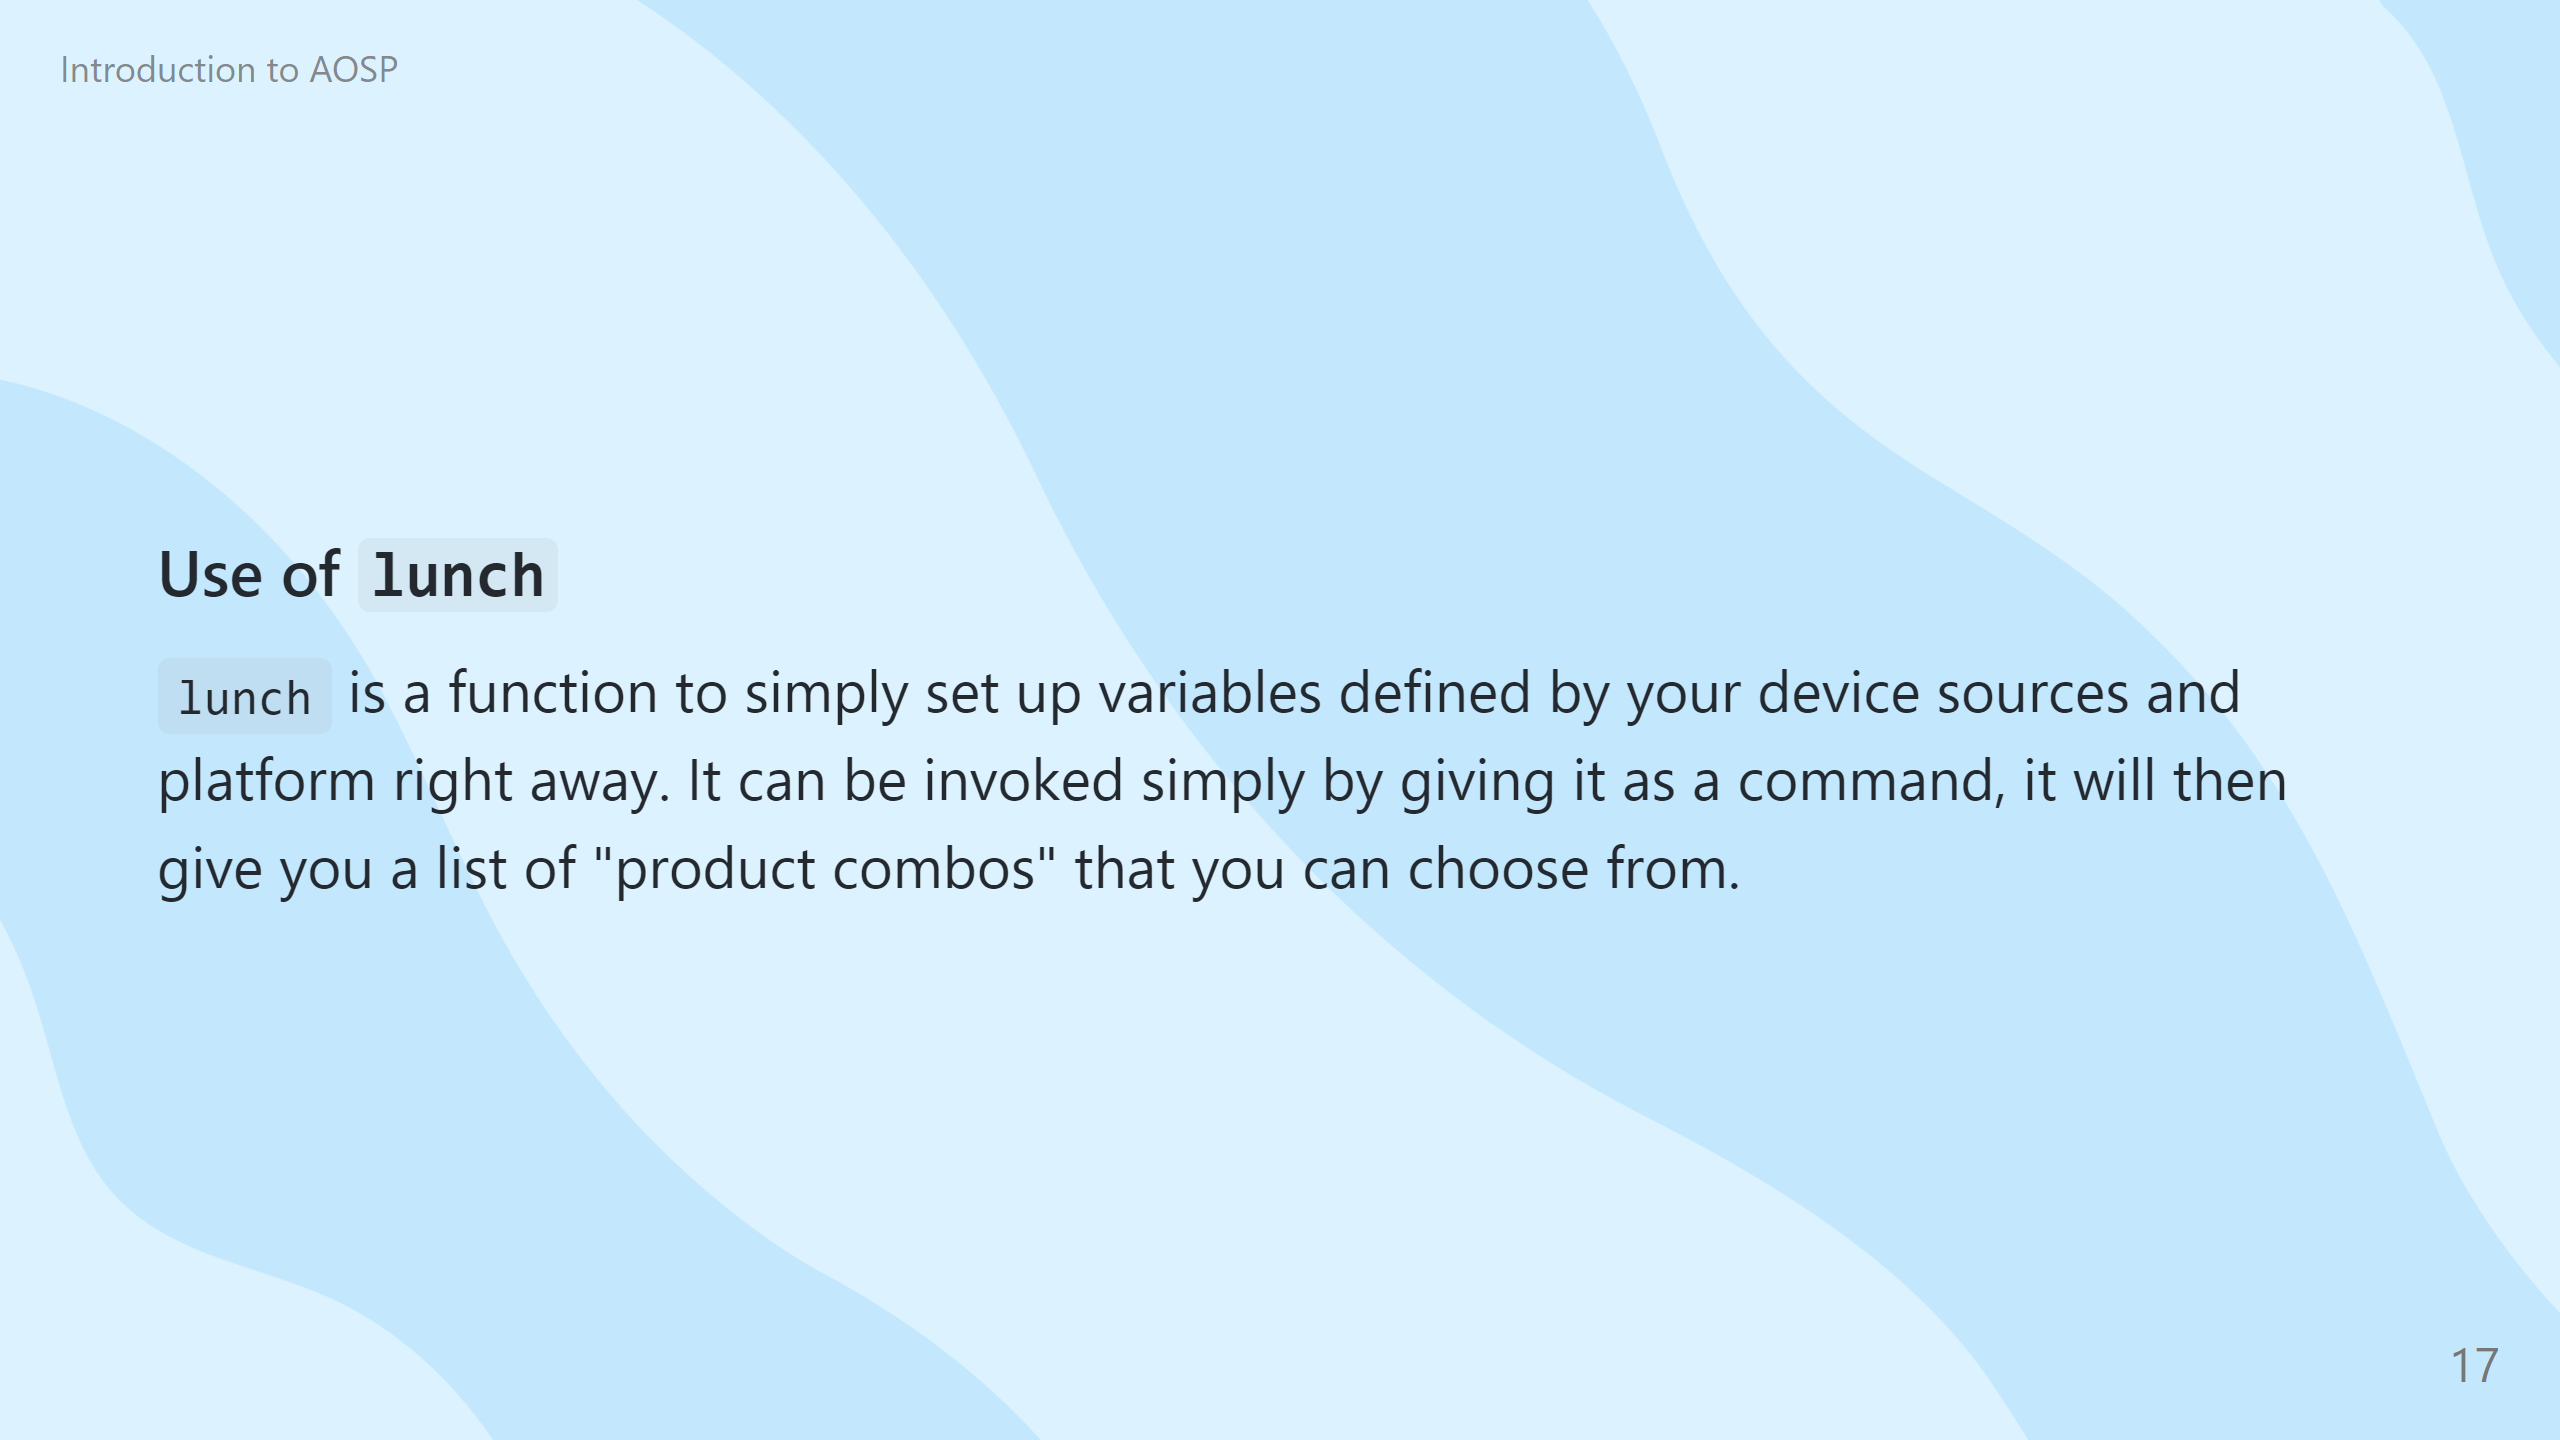 Introduction to AOSP
Use of lunch
lunch is a function to simply set up variables defined by your device sources and
platform right away. It can be invoked simply by giving it as a command, it will then
give you a list of "product combos" that you can choose from.
17